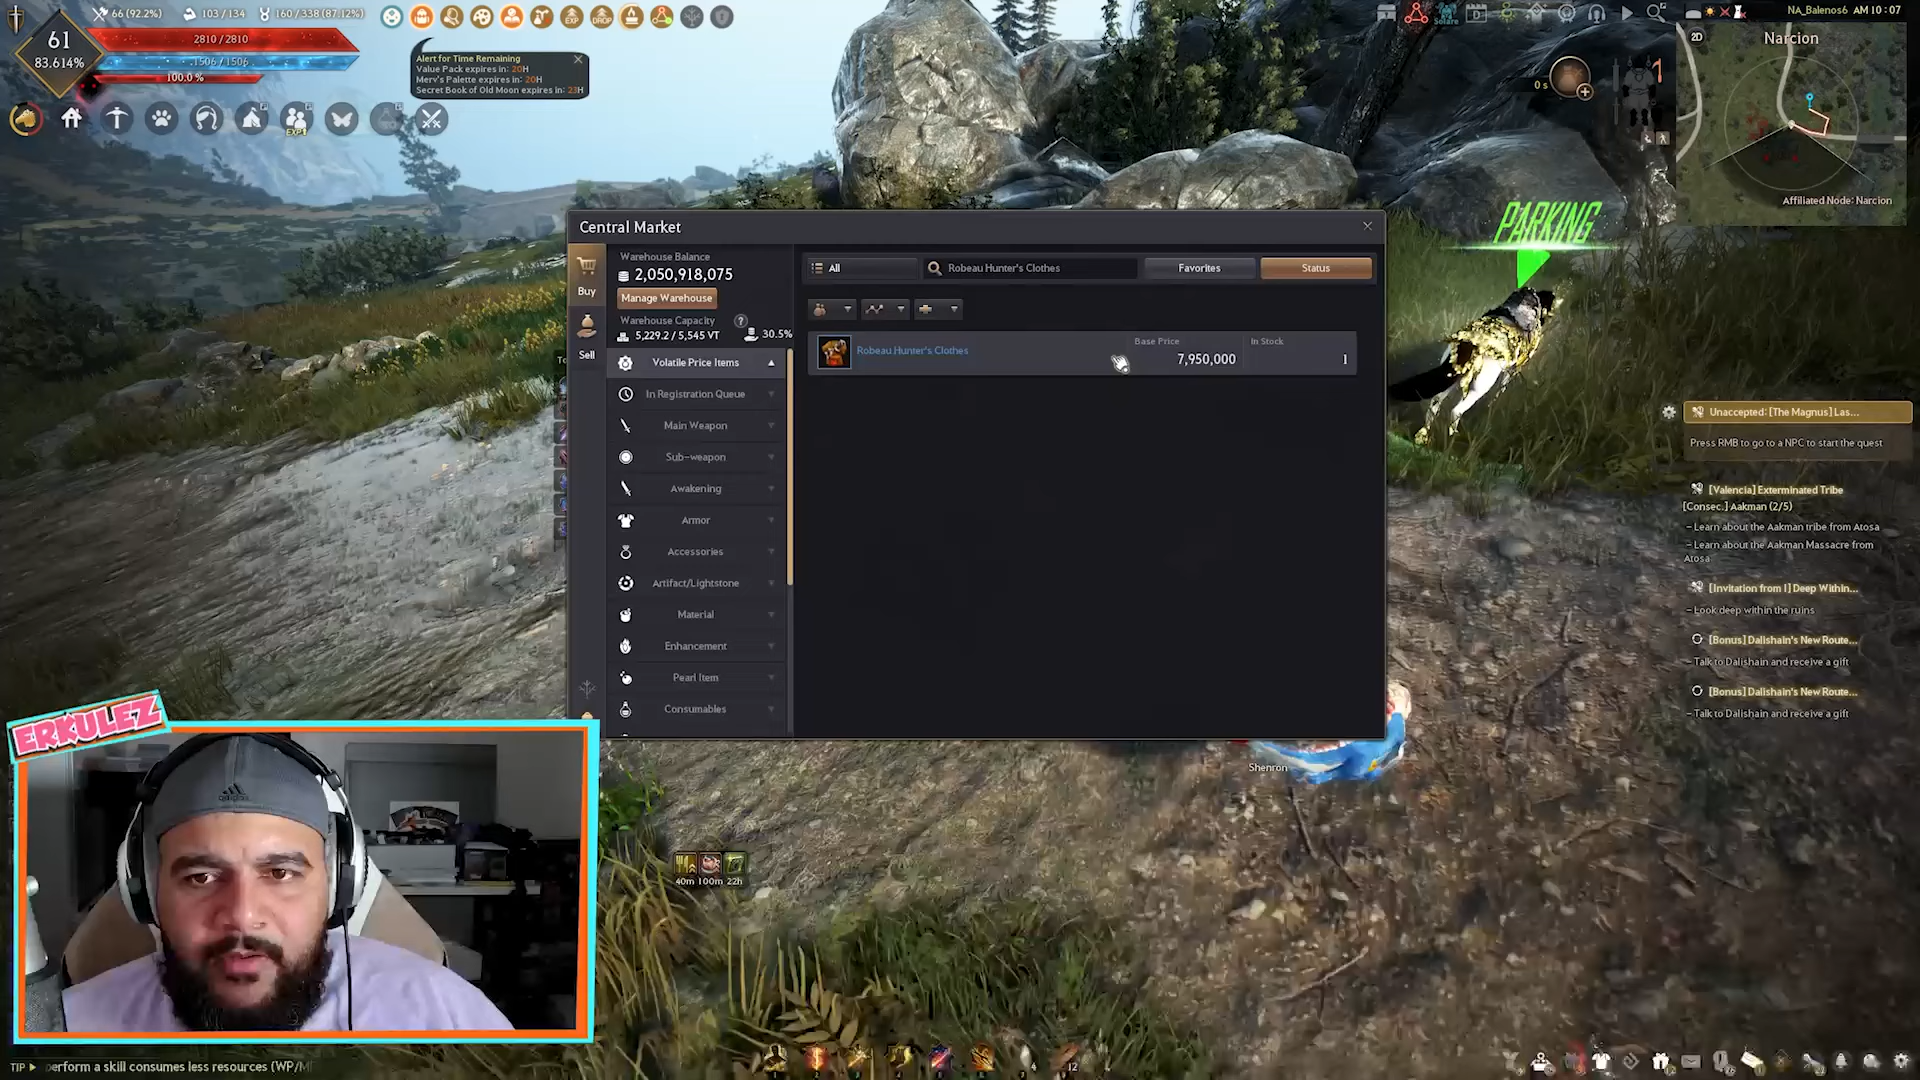 66 (92.2%)
103 / 134
160 / 338 (87.12%)
61
83.614%
2810 / 2810
1506 / 1506
100.0 %
EXP
DROP
Alert for Time Remaining
Value Pack expires in: 20H
Merv's Palette expires in: 20H
Secret Book of Old Moon expires in: 23H
EXP↑
Solare
NA_Balenos6 AM 10 : 07
2D
Narcion
0 s
Affiliated Node: Narcion
PARKING
Central Market
Buy
Sell
Warehouse Balance
2,050,918,075
Manage Warehouse
Warehouse Capacity
?
5,229.2 / 5,545 VT
30.5%
All
Robeau Hunter's Clothes
Favorites
Status
Volatile Price Items
In Registration Queue
Main Weapon
Sub-weapon
Awakening
Armor
Accessories
Artifact/Lightstone
Material
Enhancement
Pearl Item
Consumables
Robeau Hunter's Clothes
Base Price
7,950,000
In Stock
1
Unaccepted: [The Magnus] Las...
Press RMB to go to a NPC to start the quest
[Valencia] Exterminated Tribe
[Consec.] Aakman (2/5)
- Learn about the Aakman tribe from Atosa
- Learn about the Aakman Massacre from
Atosa
[Invitation from I] Deep Within...
- Look deep within the ruins
[Bonus] Dalishain's New Route...
- Talk to Dalishain and receive a gift
[Bonus] Dalishain's New Route...
- Talk to Dalishain and receive a gift
Shenron
40m 100m 22h
ERKULEZ
adidas
TIP
erform a skill consumes less resources (WP/M